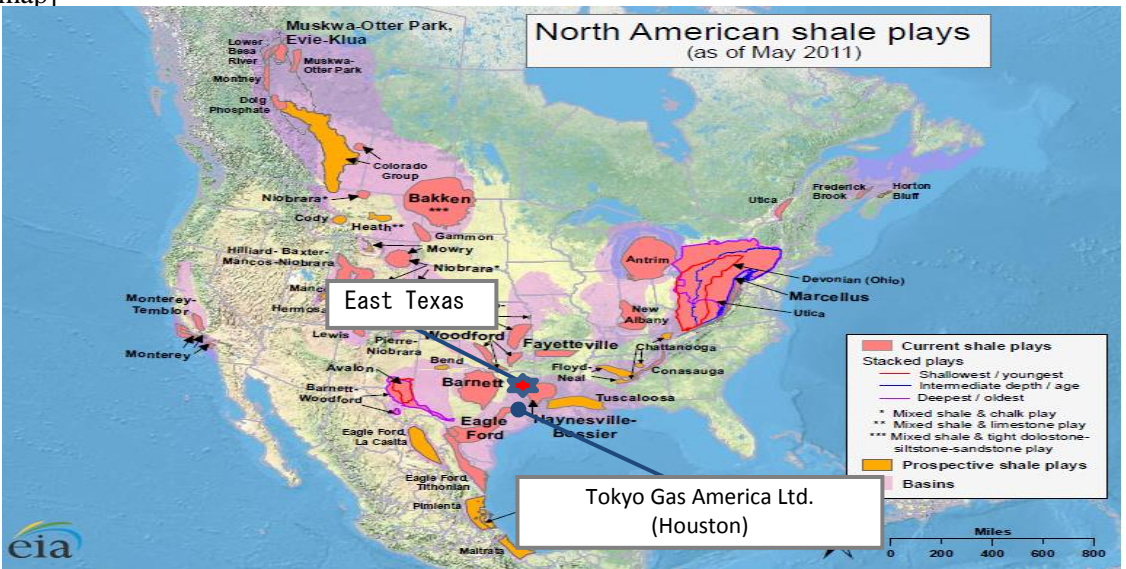 map]
North American shale plays
(as of May 2011)
Muskwa-Otter Park,
Evie-Klua
Lower
Besa
River
Muskwa-
Otter Park
Montney
Doig
Phosphate
Colorado
Group
Niobrara*
Bakken
***
Cody
Heath**
Gammon
Mowry
Hilliard-Baxter-
Mancos-Niobrara
Niobrara*
Utica
Frederick
Brook
Horton
Bluff
Antrim
Devonian (Ohio)
Marcellus
Utica
Monterey-
Temblor
Monterey
East Texas
Lewis
Pierre-
Niobrara
Woodford
Fayetteville
New
Albany
Chattanooga
Avalon
Bend
Floyd-
Neal
Conasauga
Barnett-
Woodford
Barnett
Tuscaloosa
Eagle
Ford
Haynesville-
Bossier
Eagle Ford,
La Casita
Eagle Ford,
Tithonian
Pimienta
Maltrata
Tokyo Gas America Ltd.
(Houston)
Current shale plays
Stacked plays
Shallowest / youngest
Intermediate depth / age
Deepest / oldest
* Mixed shale & chalk play
** Mixed shale & limestone play
*** Mixed shale & tight dolostone-
siltstone-sandstone play
Prospective shale plays
Basins
Miles
0 200 400 600 800
eia